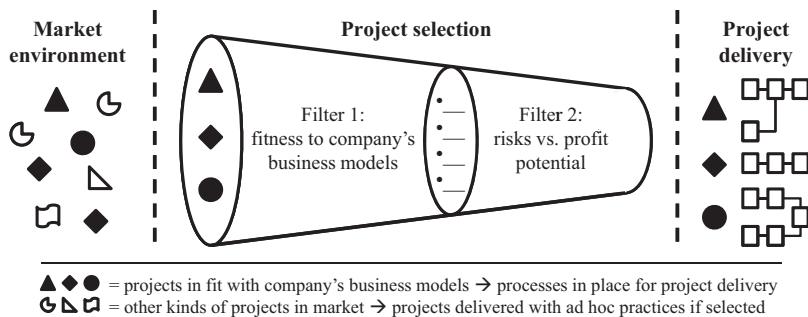 Market
environment
Project selection
Project
delivery
Filter 1:
fitness to company’s
business models
Filter 2:
risks vs. profit
potential
= projects in fit with company’s business models → processes in place for project delivery
= other kinds of projects in market → projects delivered with ad hoc practices if selected